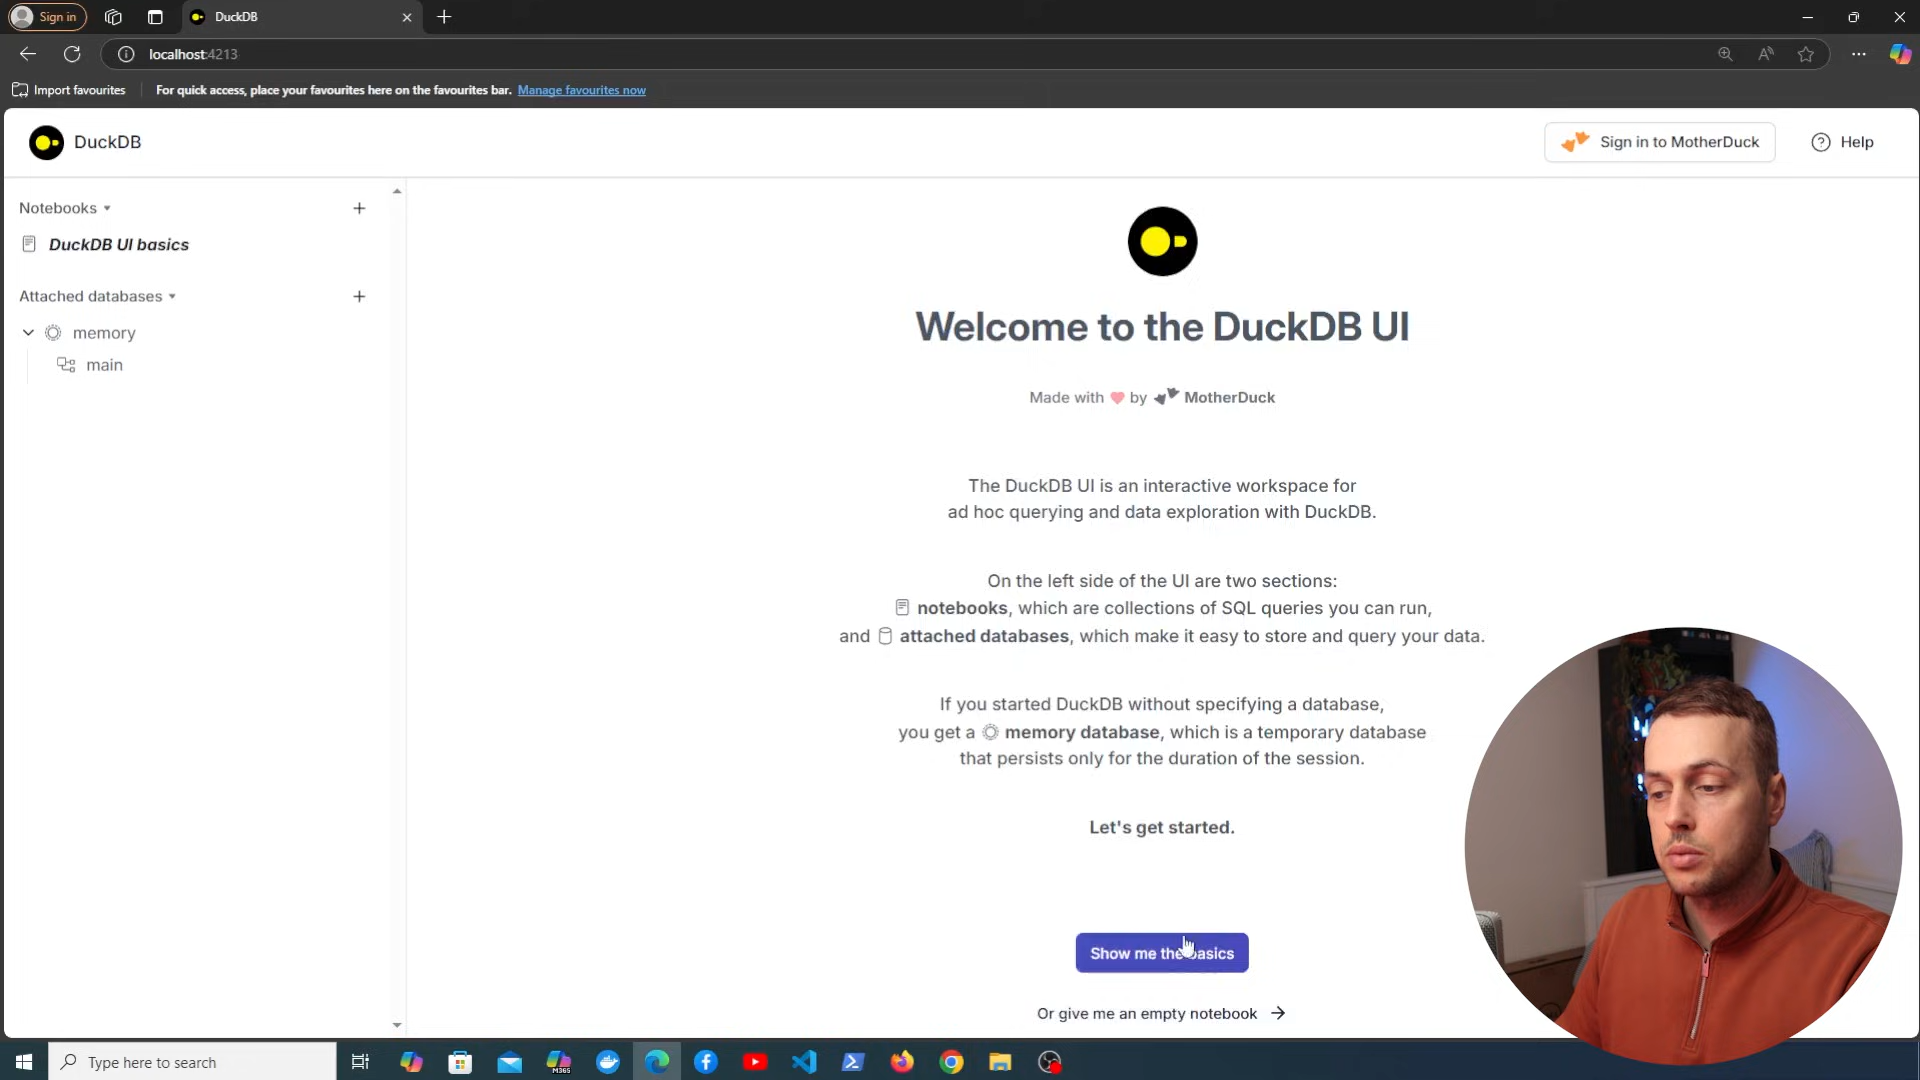 Sign in
DuckDB
localhost:4213
Import favourites
For quick access, place your favourites here on the favourites bar. Manage favourites now
DuckDB
Sign in to MotherDuck
Help
Notebooks
DuckDB UI basics
Attached databases
memory
main
Welcome to the DuckDB UI
Made with by MotherDuck
The DuckDB UI is an interactive workspace for
ad hoc querying and data exploration with DuckDB.
On the left side of the UI are two sections:
notebooks, which are collections of SQL queries you can run,
and attached databases, which make it easy to store and query your data.
If you started DuckDB without specifying a database,
you get a memory database, which is a temporary database
that persists only for the duration of the session.
Let's get started.
Show me the basics
Or give me an empty notebook
Type here to search
M365